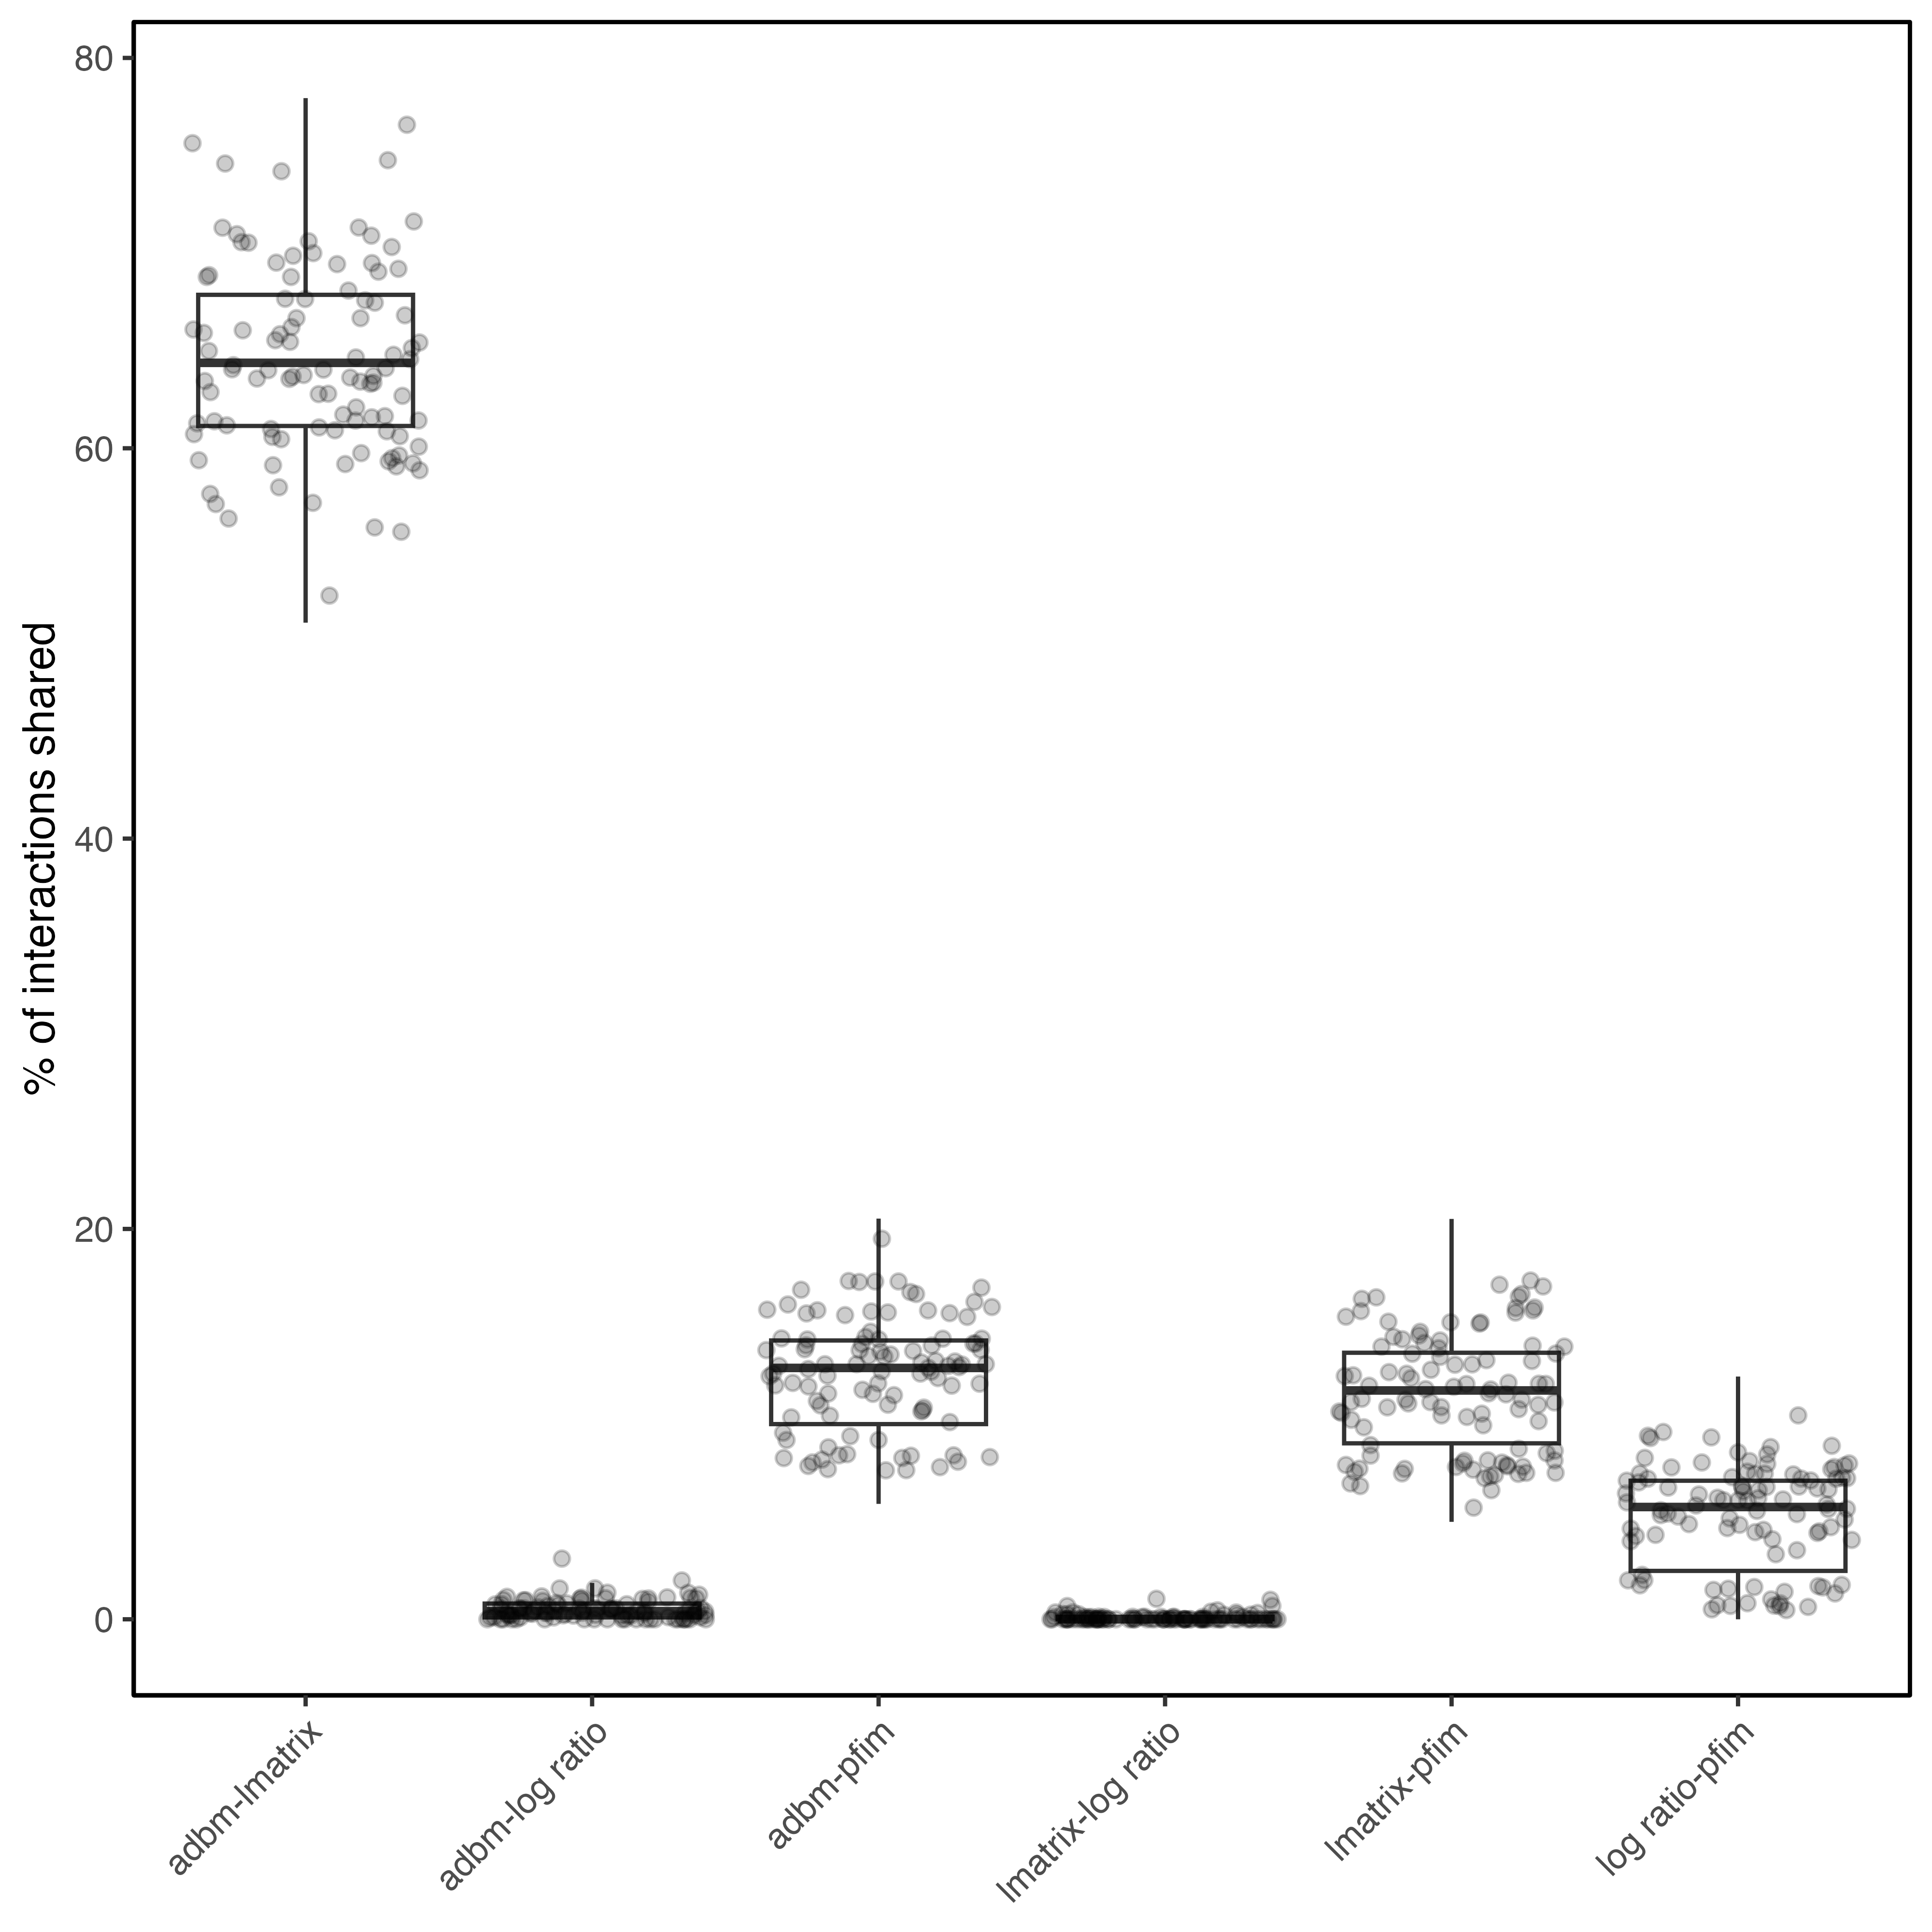 % of interactions shared
80
60
40
20
0
adbm-lmatrix
adbm-log ratio
adbm-pfim
lmatrix-log ratio
lmatrix-pfim
log ratio-pfim